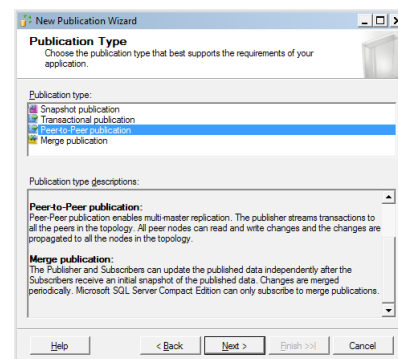 New Publication Wizard
Publication Type
Choose the publication type that best supports the requirements of your
application.
Publication type:
Snapshot publication
Transactional publication
Peer-to-Peer publication
Merge publication
Publication type descriptions:
Peer-to-Peer publication:
Peer-Peer publication enables multi-master replication. The publisher streams transactions to
all the peers in the topology. All peer nodes can read and write changes and the changes are
propagated to all the nodes in the topology.
Merge publication:
The Publisher and Subscribers can update the published data independently after the
Subscribers receive an initial snapshot of the published data. Changes are merged
periodically. Microsoft SQL Server Compact Edition can only subscribe to merge publications.
Help
< Back
Next >
Finish >>|
Cancel